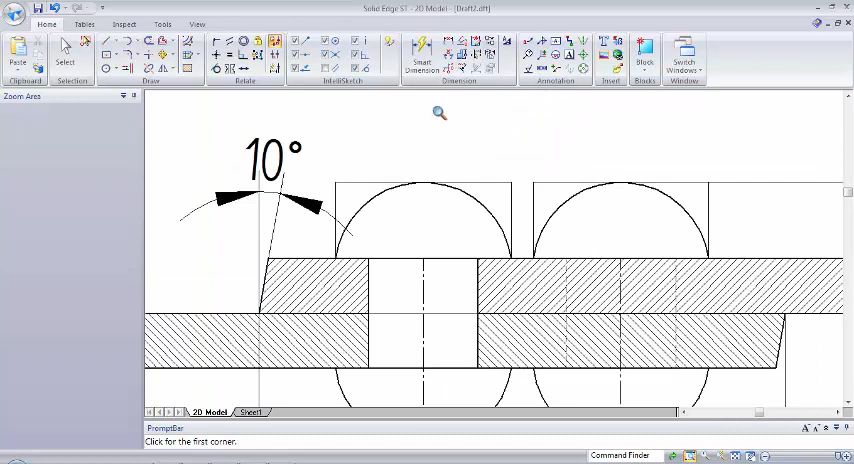 Solid Edge ST - 2D Model - [Draft2.dft]
Home Tables Inspect Tools View
Paste Select Smart Dimension Block Switch Windows
Clipboard Selection Draw Relate IntelliSketch Dimension Annotation Insert Blocks Window
Zoom Area
10°
2D Model Sheet1
PromptBar
Click for the first corner.
Command Finder